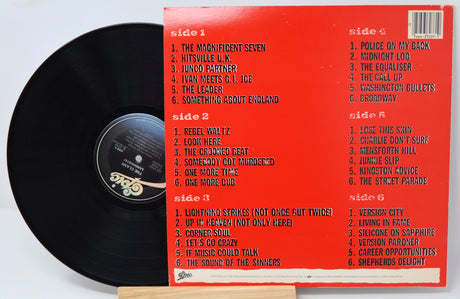 side 1
1. THE MAGNIFICENT SEVEN
2. HITSVILLE U.K.
3. JUNCO PARTNER
4. IVAN MEETS G.I. JOE
5. THE LEADER
6. SOMETHING ABOUT ENGLAND
side 2
1. REBEL WALTZ
2. LOOK HERE
3. THE CROOKED BEAT
4. SOMEBODY GOT MURDERED
5. ONE MORE TIME
6. ONE MORE DUB
side 3
1. LIGHTNING STRIKES (NOT ONCE BUT TWICE)
2. UP IN HEAVEN (NOT ONLY HERE)
3. CORNER SOUL
4. LET'S GO CRAZY
5. IF MUSIC COULD TALK
6. THE SOUND OF THE SINNERS
side 4
1. POLICE ON MY BACK
2. MIDNIGHT LOG
3. THE EQUALISER
4. THE CALL UP
5. WASHINGTON BULLETS
6. BROADWAY
side 5
1. LOSE THIS SKIN
2. CHARLIE DON'T SURF
3. MENSFORTH HILL
4. JUNKIE SLIP
5. KINGSTON ADVICE
6. THE STREET PARADE
side 6
1. VERSION CITY
2. LIVING IN FAME
3. SILICONE ON SAPPHIRE
4. VERSION PARDNER
5. CAREER OPPORTUNITIES
6. SHEPHERDS DELIGHT
Epic
Epic